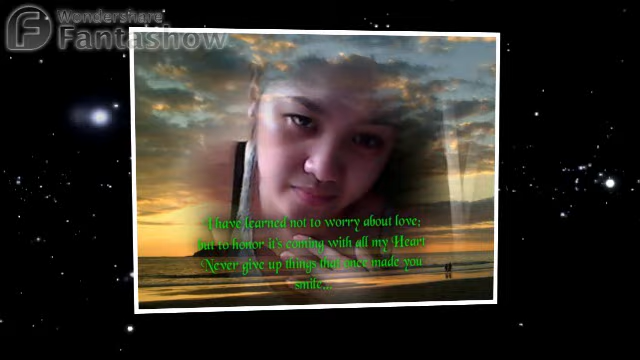 Wondershare
Fantashow
I have learned not to worry about love;
but to honor it's coming with all my Heart
Never give up things that once made you
smile...